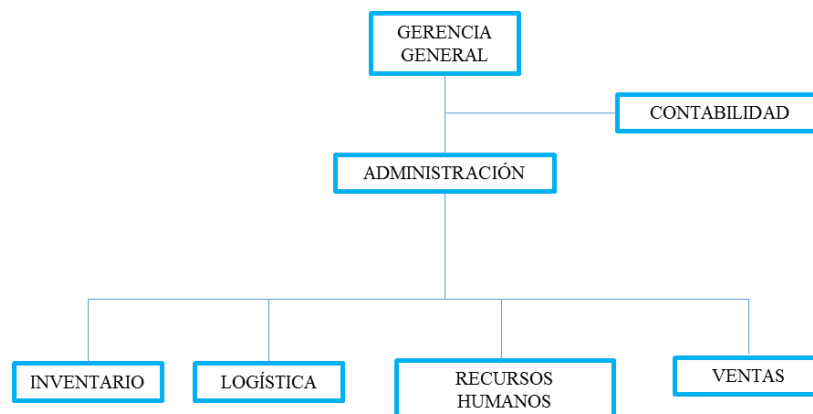 GERENCIA
GENERAL
CONTABILIDAD
ADMINISTRACIÓN
INVENTARIO
LOGÍSTICA
RECURSOS
HUMANOS
VENTAS